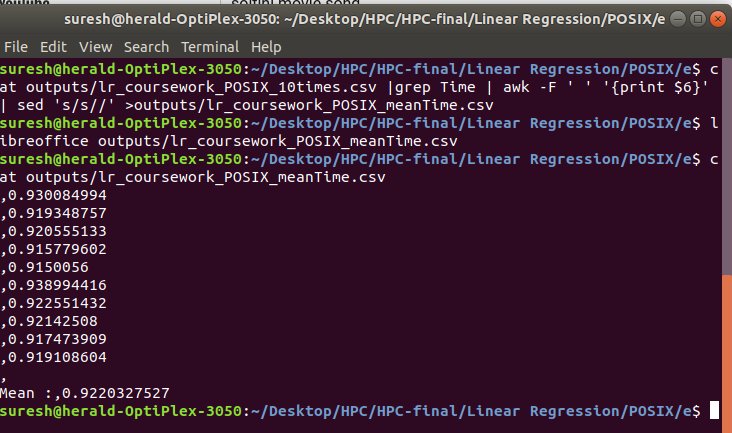 suresh@herald-OptiPlex-3050: ~/Desktop/HPC/HPC-final/Linear Regression/POSIX/e
File Edit View Search Terminal Help
suresh@herald-OptiPlex-3050:~/Desktop/HPC/HPC-final/Linear Regression/POSIX/e$ c
at outputs/lr_coursework_POSIX_10times.csv |grep Time | awk -F ' ' '{print $6}'
| sed 's/s//' >outputs/lr_coursework_POSIX_meanTime.csv
suresh@herald-OptiPlex-3050:~/Desktop/HPC/HPC-final/Linear Regression/POSIX/e$ l
ibreoffice outputs/lr_coursework_POSIX_meanTime.csv
suresh@herald-OptiPlex-3050:~/Desktop/HPC/HPC-final/Linear Regression/POSIX/e$ c
at outputs/lr_coursework_POSIX_meanTime.csv
,0.930084994
,0.919348757
,0.920555133
,0.915779602
,0.9150056
,0.938994416
,0.922551432
,0.92142508
,0.917473909
,0.919108604
,
Mean :,0.9220327527
suresh@herald-OptiPlex-3050:~/Desktop/HPC/HPC-final/Linear Regression/POSIX/e$